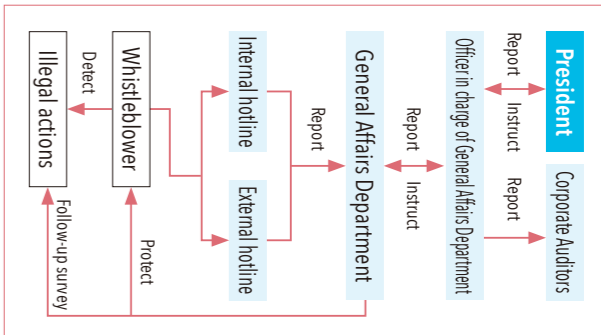 President
Corporate Auditors
Report
Instruct
Report
Officer in charge of General Affairs Department
Report
Instruct
General Affairs Department
Report
Internal hotline
External hotline
Whistleblower
Protect
Detect
Follow-up survey
Illegal actions